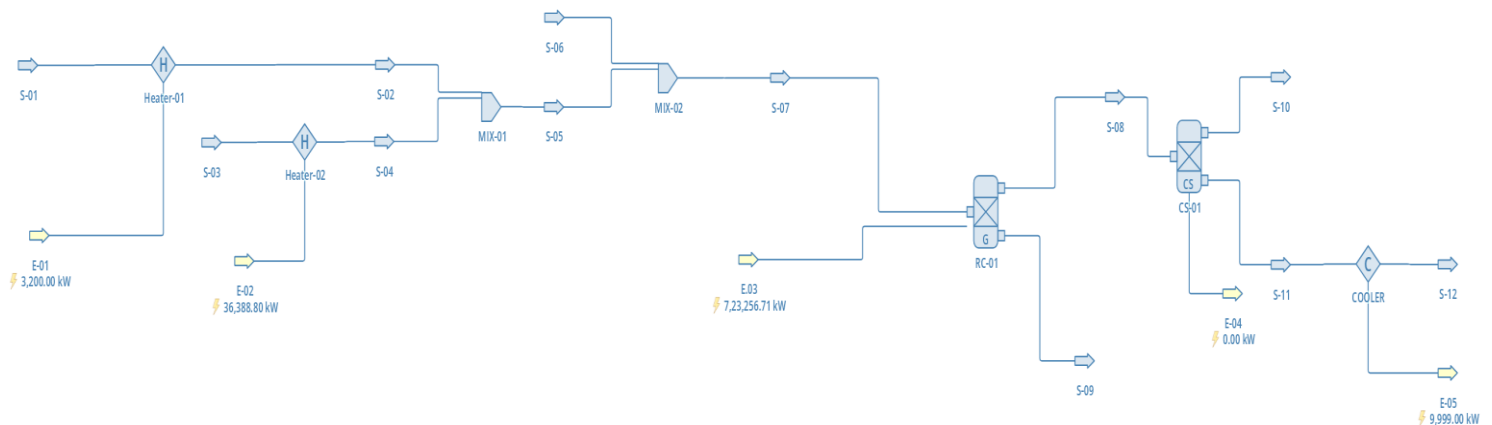 S-06
H
S-01
Heater-01
S-02
MIX-01
S-05
MIX-02
S-07
S-08
S-10
H
S-03
Heater-02
S-04
CS
CS-01
G
RC-01
E-01
3,200.00 kW
E-02
36,388.80 kW
E.03
7,23,256.71 kW
S-11
C
COOLER
S-12
E-04
0.00 kW
S-09
E-05
9,999.00 kW